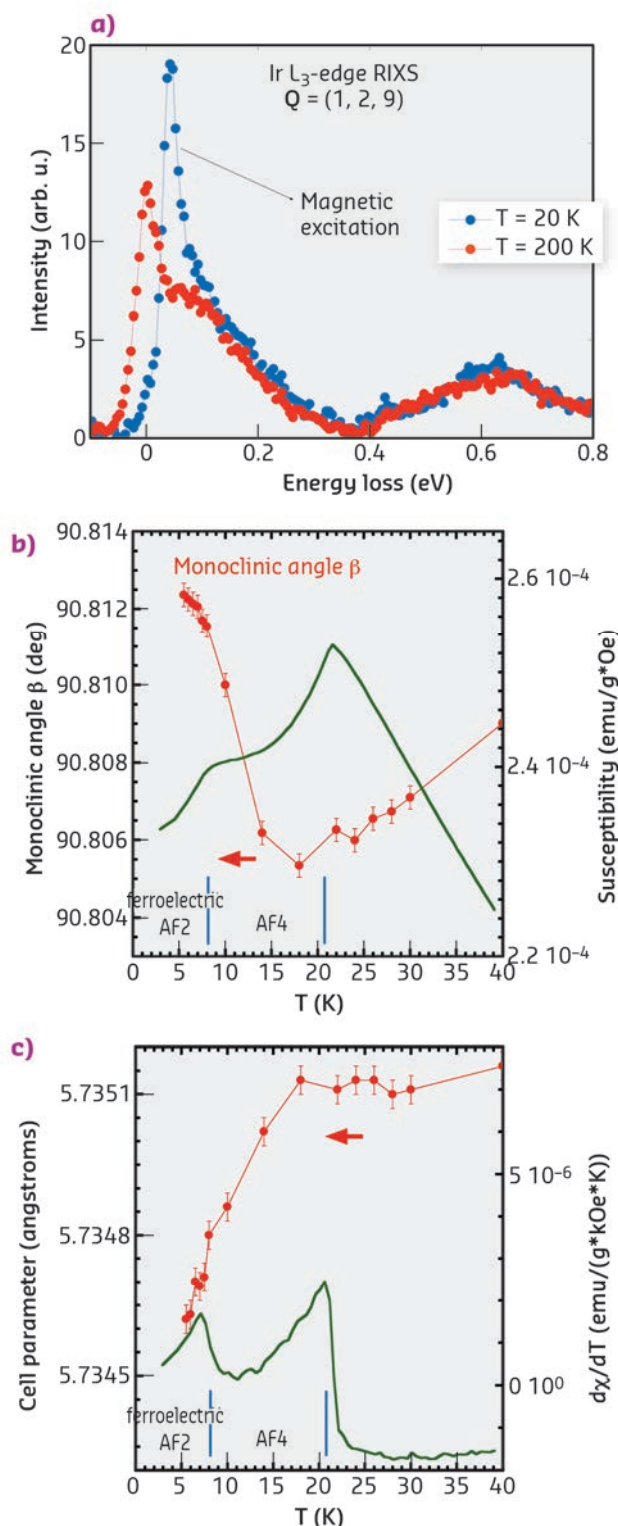 a)
20
15
10
5
0
Intensity (arb. u.)
Ir L₃-edge RIXS
Q = (1, 2, 9)
Magnetic
excitation
T = 20 K
T = 200 K
0 0.2 0.4 0.6 0.8
Energy loss (eV)
b)
90.814
90.812
90.810
90.808
90.806
90.804
Monoclinic angle β (deg)
Monoclinic angle β
2.6 10⁻⁴
2.4 10⁻⁴
2.2 10⁻⁴
Susceptibility (emu/g*Oe)
ferroelectric
AF2 AF4
0 5 10 15 20 25 30 35 40
T (K)
c)
5.7351
5.7348
5.7345
Cell parameter (angstroms)
5 10⁻⁶
0 10⁰
dχ/dT (emu/(g*kOe*K))
ferroelectric
AF2 AF4
0 5 10 15 20 25 30 35 40
T (K)